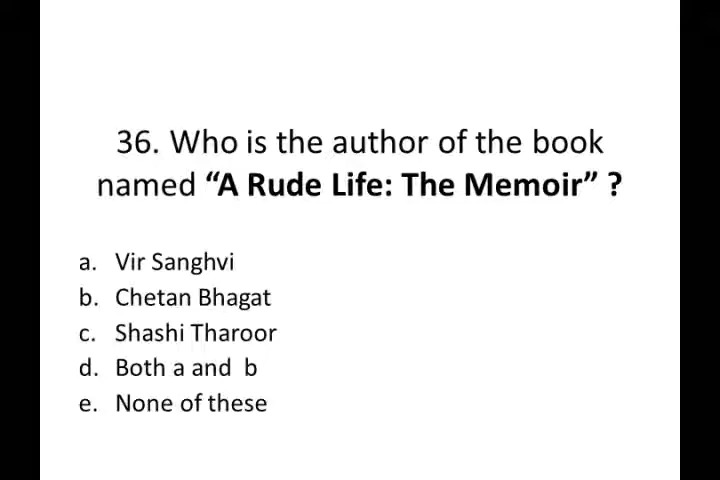 36. Who is the author of the book
named “A Rude Life: The Memoir” ?
a. Vir Sanghvi
b. Chetan Bhagat
c. Shashi Tharoor
d. Both a and b
e. None of these